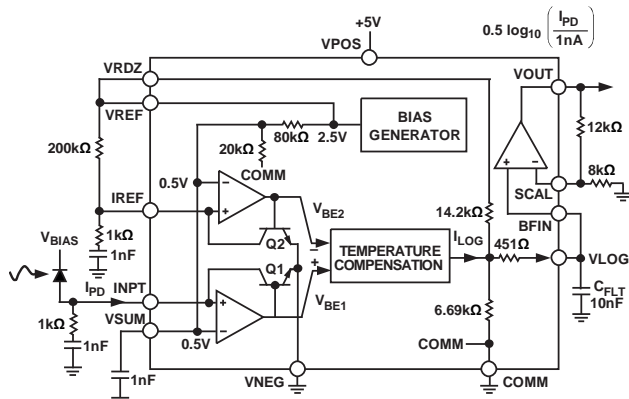 +5V
0.5 log10 (IPD
1nA)
VPOS
VRDZ
VOUT
VREF
BIAS
GENERATOR
80kΩ
2.5V
20kΩ
COMM
200kΩ
12kΩ
0.5V
8kΩ
SCAL
IREF
VBE2
14.2kΩ
BFIN
1kΩ
1nF
VBIAS
Q2
TEMPERATURE
COMPENSATION
ILOG
451Ω
VLOG
Q1
IPD
INPT
VBE1
CFLT
10nF
1kΩ
VSUM
0.5V
6.69kΩ
1nF
COMM
1nF
VNEG
COMM
−
+
−
+
+
−